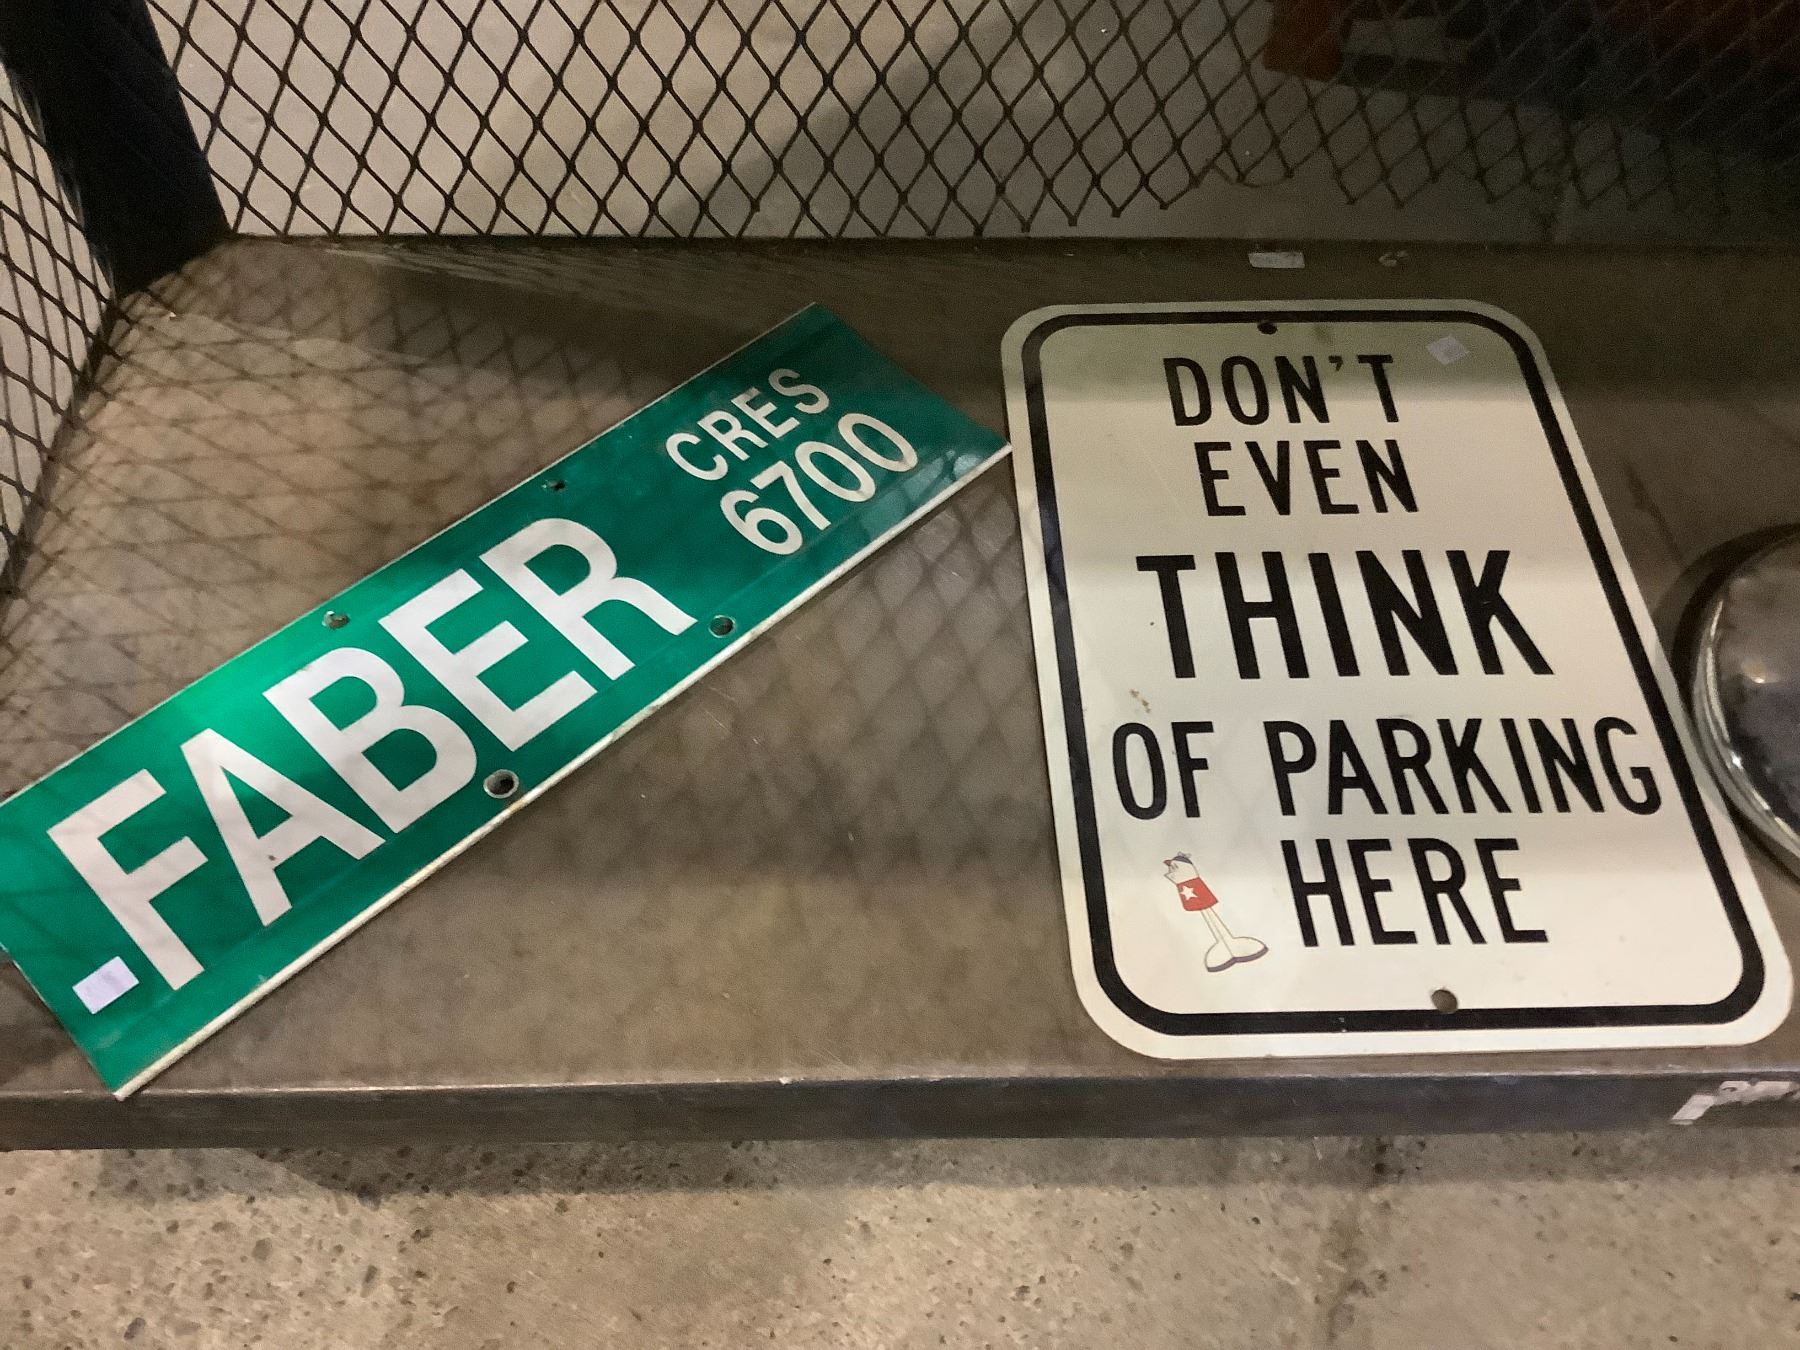 FABER
CRES
6700
DON'T
EVEN
THINK
OF PARKING
HERE